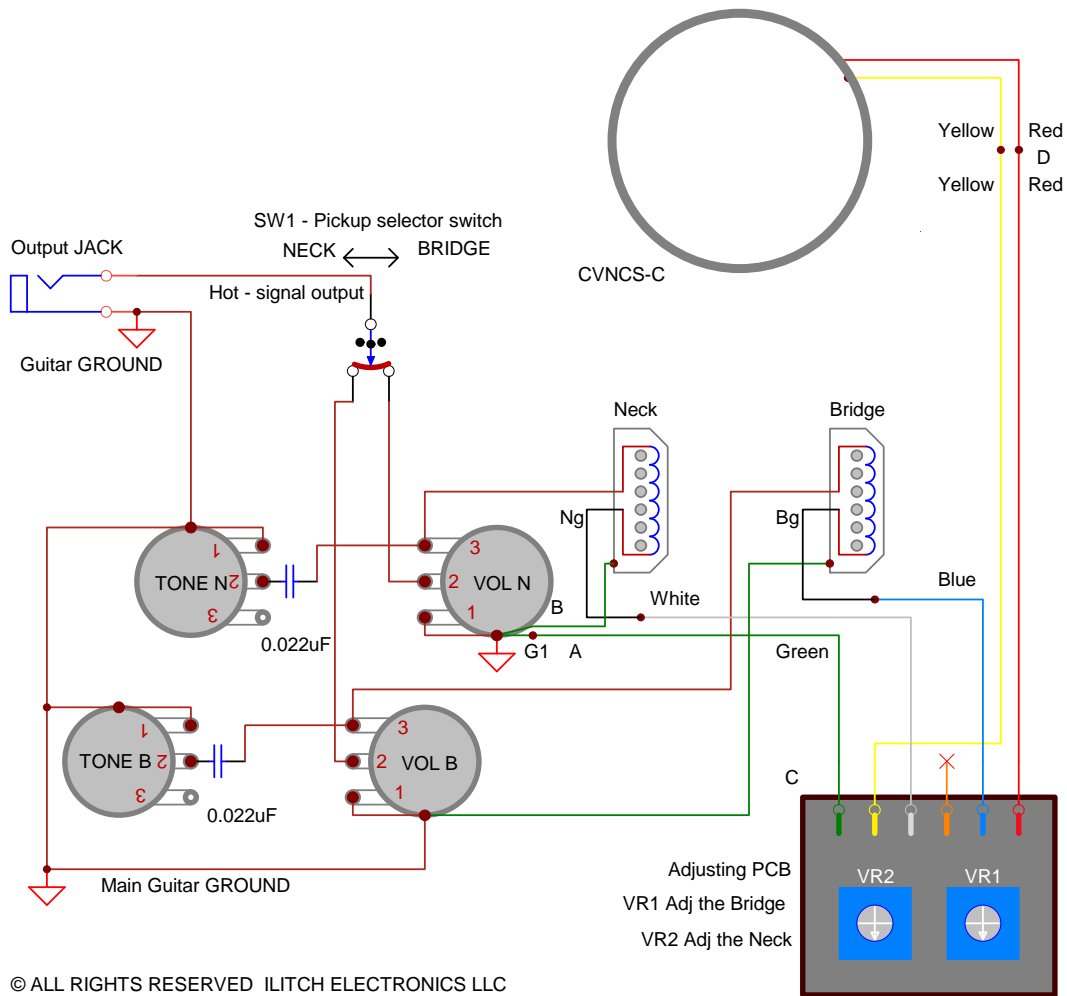 Yellow Red
D
Yellow Red
SW1 - Pickup selector switch
NECK BRIDGE
Output JACK
CVNCS-C
Hot - signal output
Guitar GROUND
Neck
Bridge
Ng
Bg
1
TONE N 2
3
0.022uF
3
2 VOL N
1
B
White
Blue
G1 A
Green
1
TONE B 2
3
0.022uF
3
2 VOL B
1
C
Main Guitar GROUND
Adjusting PCB
VR2 VR1
VR1 Adj the Bridge
VR2 Adj the Neck
© ALL RIGHTS RESERVED ILITCH ELECTRONICS LLC